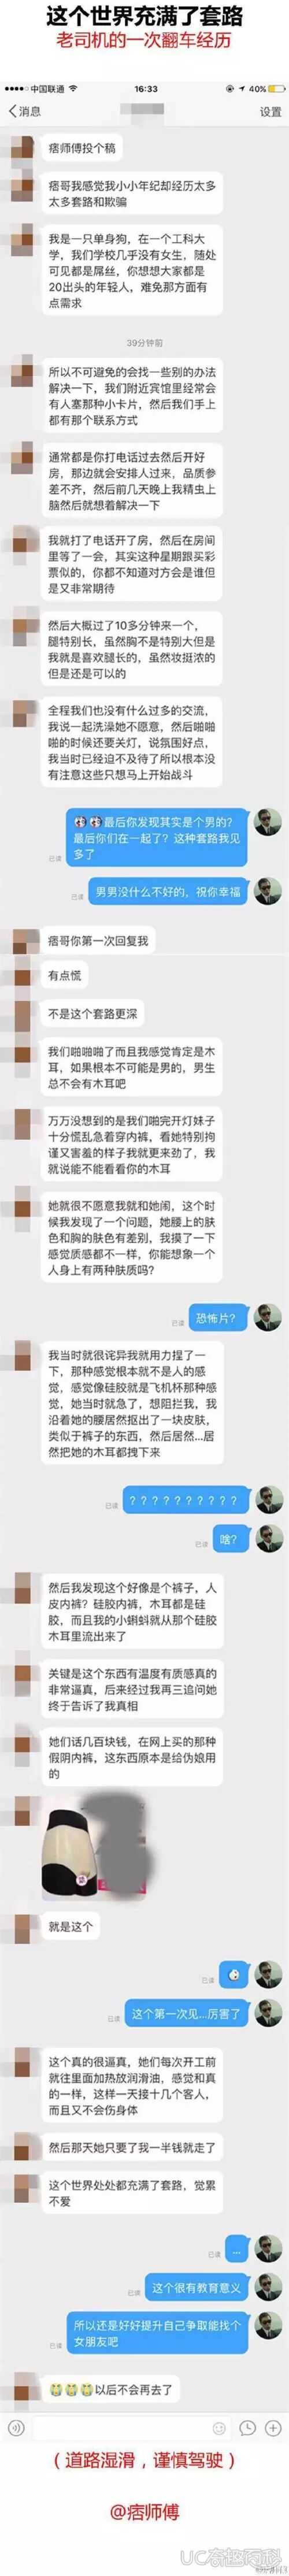 这个世界充满了套路
老司机的一次翻车经历
中国联通
16:33
40%
消息
设置
痞师傅投个稿
痞哥我感觉我小小年纪却经历太多
太多套路和欺骗
我是一只单身狗，在一个工科大
学，我们学校几乎没有女生，随处
可见都是屌丝，你想想大家都是
20出头的年轻人，难免那方面有
点需求
39分钟前
所以不可避免的会找一些别的办法
解决一下，我们附近宾馆里经常会
有人塞那种小卡片，然后我们手上
都有那个联系方式
通常都是你打电话过去然后开好
房，那边就会安排人过来，品质参
差不齐，然后前几天晚上我精虫上
脑然后就想着解决一下
我就打了电话开了房，然后在房间
里等了一会，其实这种星期跟买彩
票似的，你都不知道对方会是谁但
是又非常期待
然后大概过了10多分钟来一个，
腿特别长，虽然胸不是特别大但是
我就是喜欢腿长的，虽然妆挺浓的
但是还是可以的
全程我们也没有什么过多的交流，
我说一起洗澡她不愿意，然后啪啪
啪的时候还要关灯，说氛围好点，
我当时已经迫不及待了所以根本没
有注意这些只想马上开始战斗
最后你发现其实是个男的？
最后你们在一起了？这种套路我见
多了
已读
男男没什么不好的，祝你幸福
已读
痞哥你第一次回复我
有点慌
不是这个套路更深
我们啪啪啪了而且我感觉肯定是木
耳，如果根本不可能是男的，男生
总不会有木耳吧
万万没想到的是我们啪完开灯妹子
十分慌乱急着穿内裤，看她特别拘
谨又害羞的样子我就更来劲了，我
就说能不能看看你的木耳
她就很不愿意我就和她闹，这个时
候我发现了一个问题，她腰上的肤
色和胸的肤色有差别，我摸了一下
感觉质感都不一样，你能想象一个
人身上有两种肤质吗？
恐怖片？
已读
我当时就很诧异我就用力捏了一
下，那种感觉根本就不是人的感
觉，感觉像硅胶就是飞机杯那种感
觉，她当时就急了，想阻拦我，我
沿着她的腰居然抠出了一块皮肤，
类似于裤子的东西，然后居然...居
然把她的木耳都拽下来
？？？？？？？？？？
已读
啥？
已读
然后我发现这个好像是个裤子，人
皮内裤？硅胶内裤，木耳都是硅
胶，而且我的小蝌蚪就从那个硅胶
木耳里流出来了
关键是这个东西有温度有质感真的
非常逼真，后来经过我再三追问她
终于告诉了我真相
她们话几百块钱，在网上买的那种
假阴内裤，这东西原本是给伪娘用
的
就是这个
已读
这个第一次见...厉害了
已读
这个真的很逼真，她们每次开工前
就往里面加热放润滑油，感觉和真
的一样，这样一天接十几个客人，
而且又不会伤身体
然后那天她只要了我一半钱就走了
这个世界处处都充满了套路，觉累
不爱
...
已读
这个很有教育意义
已读
所以还是好好提升自己争取能找个
女朋友吧
已读
以后不会再去了
（道路湿滑，谨慎驾驶）
@痞师傅